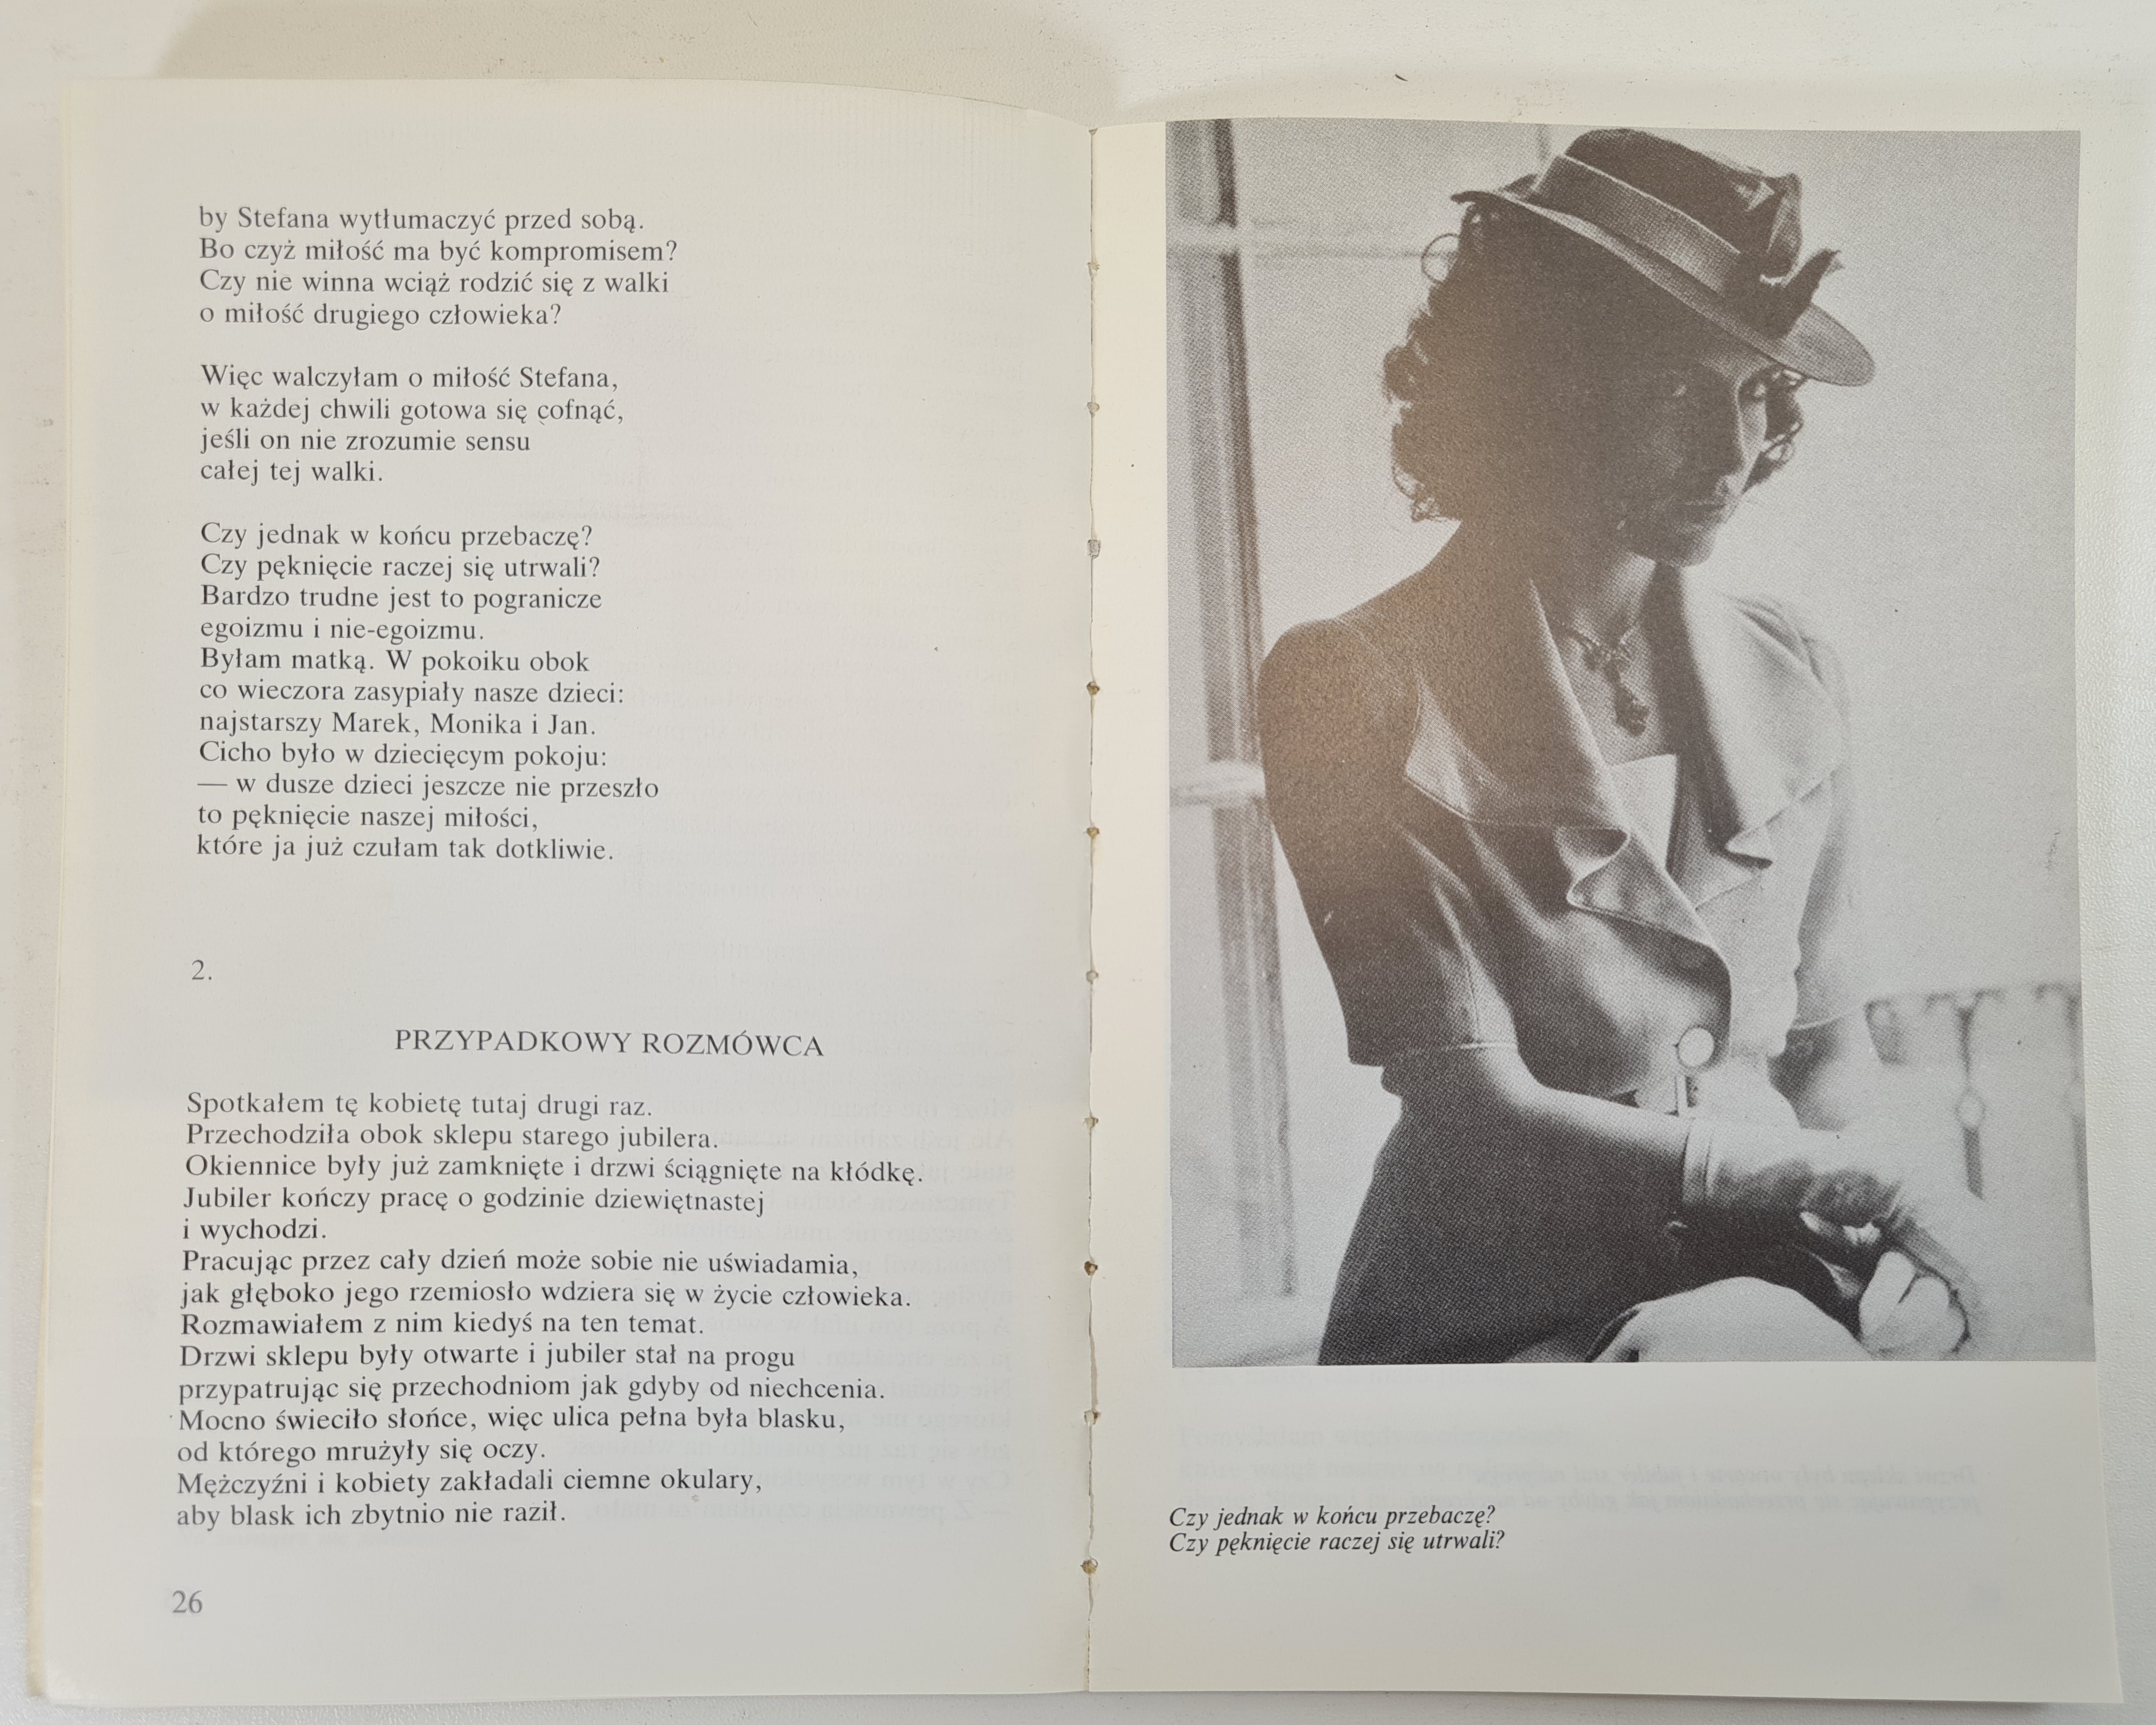 by Stefana wytłumaczyć przed sobą.
Bo czyż miłość ma być kompromisem?
Czy nie winna wciąż rodzić się z walki
o miłość drugiego człowieka?
Więc walczyłam o miłość Stefana,
w każdej chwili gotowa się cofnąć,
jeśli on nie zrozumie sensu
całej tej walki.
Czy jednak w końcu przebaczę?
Czy pęknięcie raczej się utrwali?
Bardzo trudne jest to pogranicze
egoizmu i nie-egoizmu.
Byłam matką. W pokoiku obok
co wieczora zasypiały nasze dzieci:
najstarszy Marek, Monika i Jan.
Cicho było w dziecięcym pokoju:
— w dusze dzieci jeszcze nie przeszło
to pęknięcie naszej miłości,
które ja już czułam tak dotkliwie.
2.
PRZYPADKOWY ROZMÓWCA
Spotkałem tę kobietę tutaj drugi raz.
Przechodziła obok sklepu starego jubilera.
Okiennice były już zamknięte i drzwi ściągnięte na kłódkę.
Jubiler kończy pracę o godzinie dziewiętnastej
i wychodzi.
Pracując przez cały dzień może sobie nie uświadamia,
jak głęboko jego rzemiosło wdziera się w życie człowieka.
Rozmawiałem z nim kiedyś na ten temat.
Drzwi sklepu były otwarte i jubiler stał na progu
przypatrując się przechodniom jak gdyby od niechcenia.
Mocno świeciło słońce, więc ulica pełna była blasku,
od którego mrużyły się oczy.
Mężczyźni i kobiety zakładali ciemne okulary,
aby blask ich zbytnio nie raził.
26
Czy jednak w końcu przebaczę?
Czy pęknięcie raczej się utrwali?